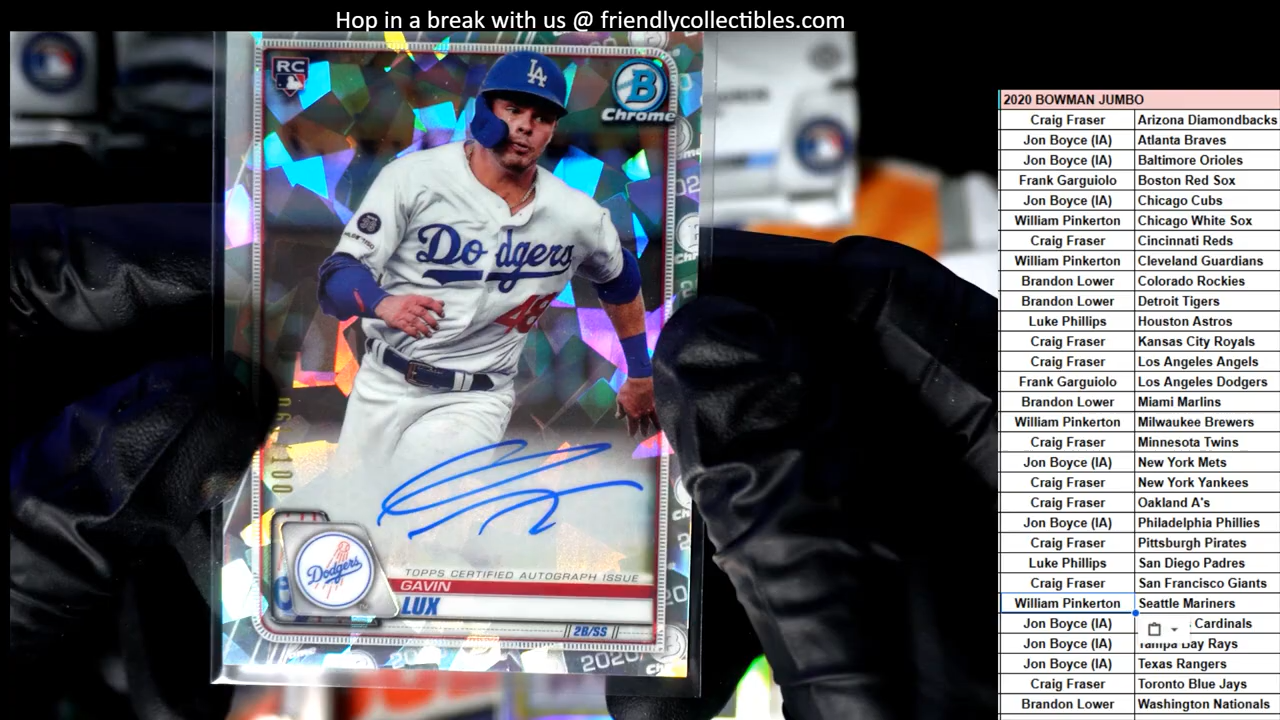 Hop in a break with us @ friendlycollectibles.com
RC
B
Chrome
LA
Dodgers
48
Dodgers
TOPPS CERTIFIED AUTOGRAPH ISSUE
GAVIN
LUX
2B/SS
2020 BOWMAN JUMBO
Craig Fraser Arizona Diamondbacks
Jon Boyce (IA) Atlanta Braves
Jon Boyce (IA) Baltimore Orioles
Frank Garguiolo Boston Red Sox
Jon Boyce (IA) Chicago Cubs
William Pinkerton Chicago White Sox
Craig Fraser Cincinnati Reds
William Pinkerton Cleveland Guardians
Brandon Lower Colorado Rockies
Brandon Lower Detroit Tigers
Luke Phillips Houston Astros
Craig Fraser Kansas City Royals
Craig Fraser Los Angeles Angels
Frank Garguiolo Los Angeles Dodgers
Brandon Lower Miami Marlins
William Pinkerton Milwaukee Brewers
Craig Fraser Minnesota Twins
Jon Boyce (IA) New York Mets
Craig Fraser New York Yankees
Craig Fraser Oakland A's
Jon Boyce (IA) Philadelphia Phillies
Craig Fraser Pittsburgh Pirates
Luke Phillips San Diego Padres
Craig Fraser San Francisco Giants
William Pinkerton Seattle Mariners
Jon Boyce (IA) Cardinals
Jon Boyce (IA) Tampa Bay Rays
Jon Boyce (IA) Texas Rangers
Craig Fraser Toronto Blue Jays
Brandon Lower Washington Nationals